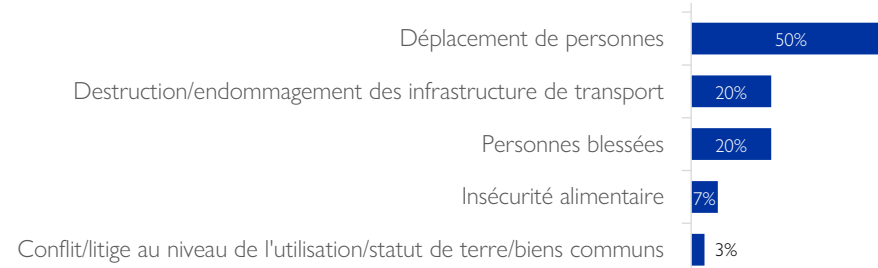 Déplacement de personnes 50%
Destruction/endommagement des infrastructure de transport 20%
Personnes blessées 20%
Insécurité alimentaire 7%
Conflit/litige au niveau de l'utilisation/statut de terre/biens communs 3%